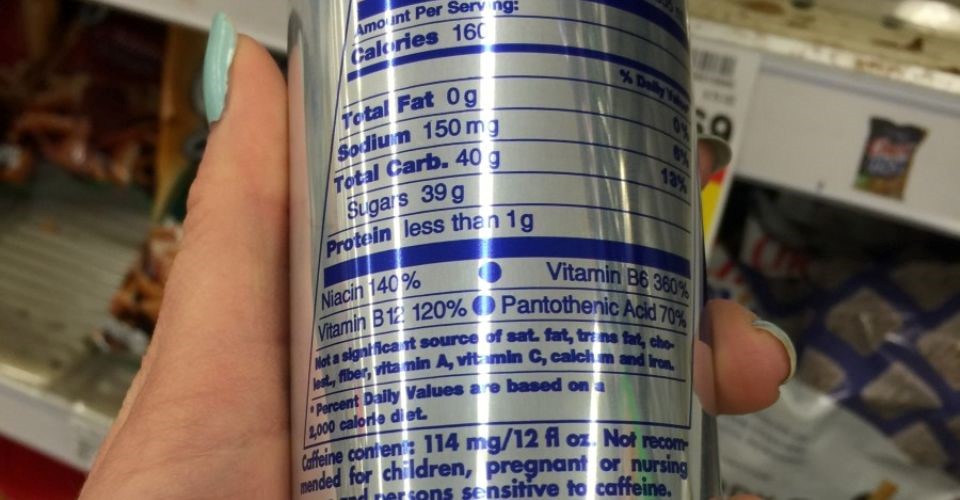 Amount Per Serving:
Calories 160
% Daily Value
Total Fat 0g 0%
Sodium 150mg 6%
Total Carb. 40g 13%
Sugars 39g
Protein less than 1g
Niacin 140% Vitamin B6 360%
Vitamin B12 120% Pantothenic Acid 70%
Not a significant source of sat. fat, trans fat, cho-
lest., fiber, vitamin A, vitamin C, calcium and iron.
* Percent Daily Values are based on a
2,000 calorie diet.
Caffeine content: 114 mg/12 fl oz. Not recom-
mended for children, pregnant or nursing
and persons sensitive to caffeine.
69